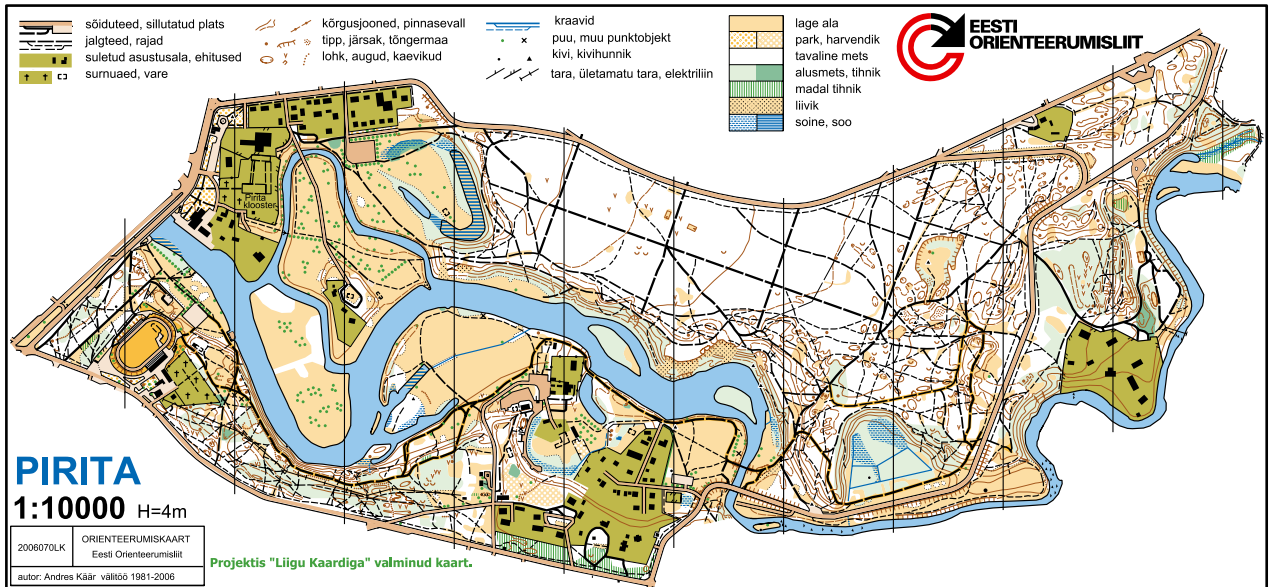 sõiduteed, sillutatud plats
jalgteed, rajad
suletud asustusala, ehitused
surnuaed, vare
kõrgusjooned, pinnasevall
tipp, järsak, tõngermaa
lohk, augud, kaevikud
kraavid
puu, muu punktobjekt
kivi, kivihunnik
tara, ületamatu tara, elektriliin
lage ala
park, harvendik
tavaline mets
alusmets, tihnik
madal tihnik
liivik
soine, soo
EESTI
ORIENTEERUMISLIIT
Pirita
klooster
PIRITA
1:10000 H=4m
2006070LK
ORIENTEERUMISKAART
Eesti Orienteerumisliit
autor: Andres Käär välitöö 1981-2006
Projektis "Liigu Kaardiga" valminud kaart.